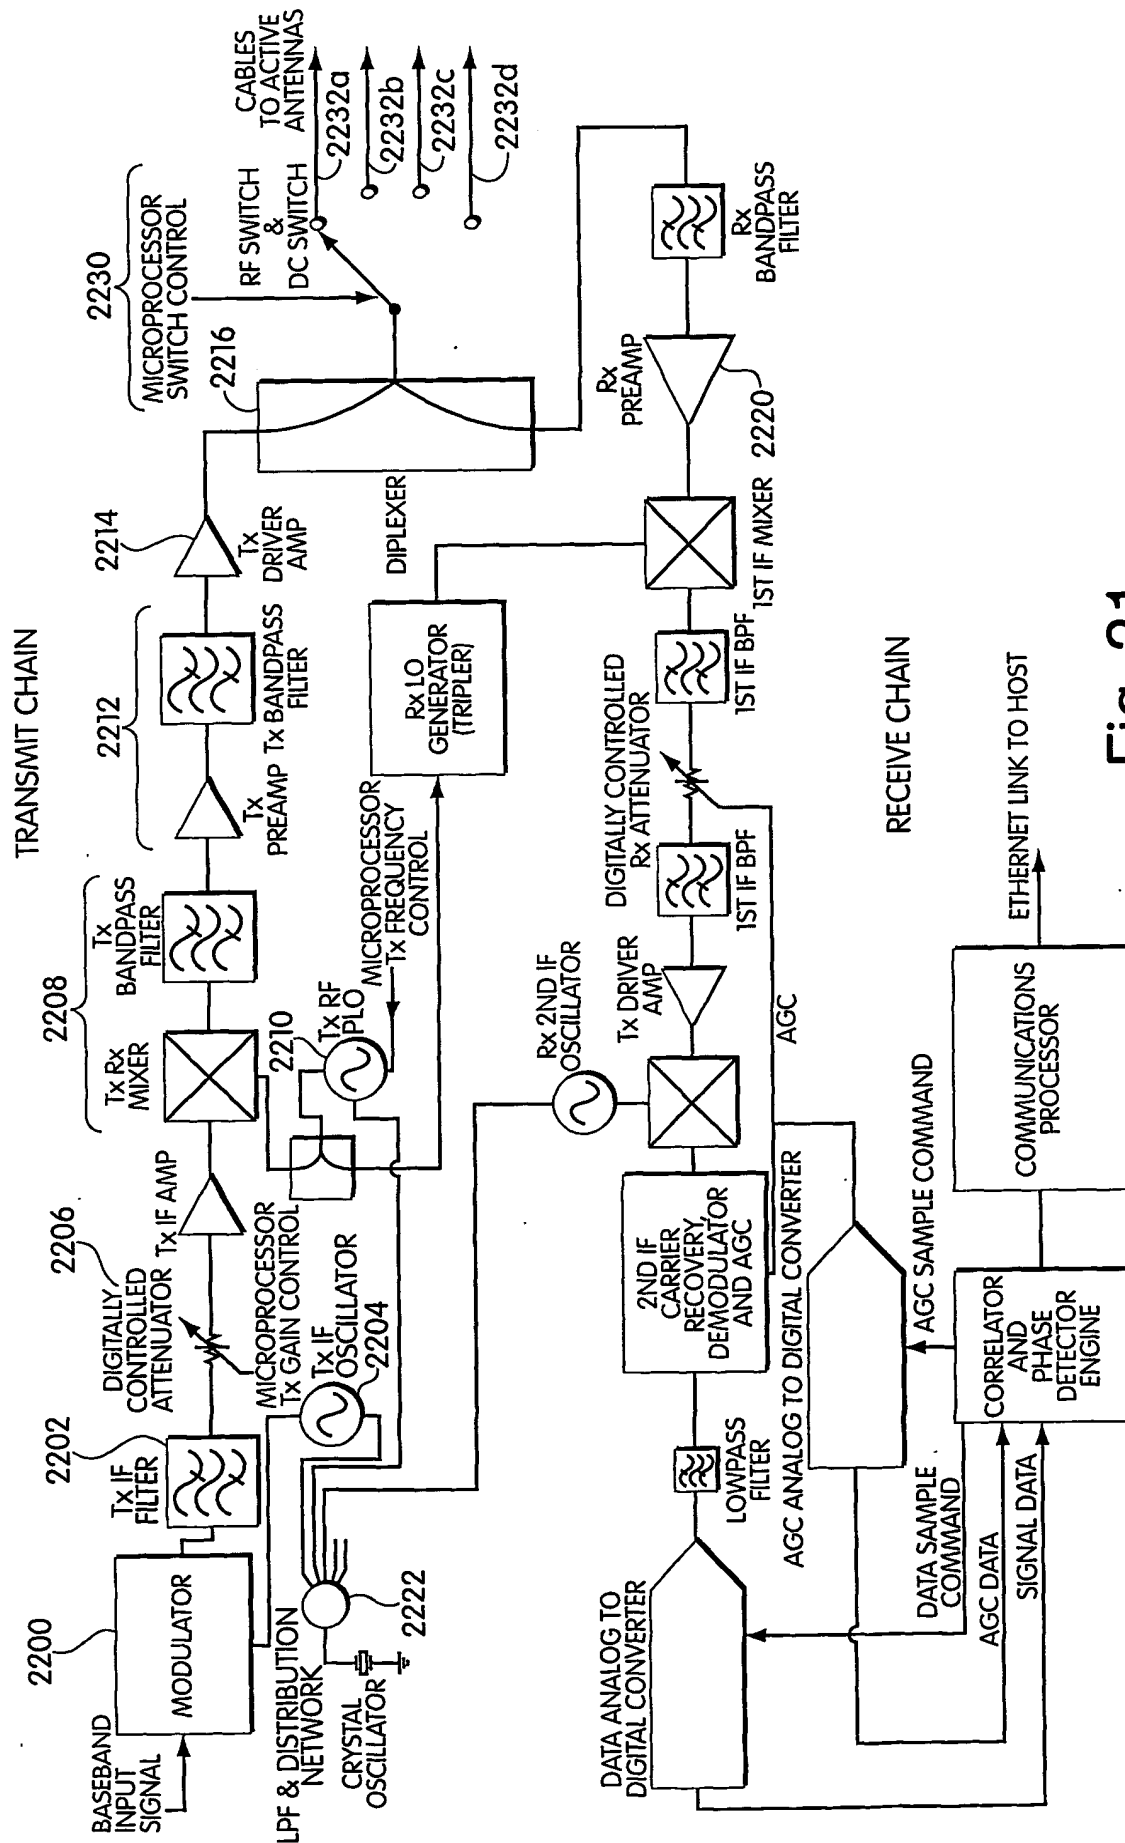 TRANSMIT CHAIN
BASEBAND
INPUT
SIGNAL
2200
MODULATOR
2202
Tx IF
FILTER
2206
DIGITALLY
CONTROLLED
ATTENUATOR
Tx IF AMP
2208
Tx Rx
MIXER
Tx
BANDPASS
FILTER
2212
Tx
PREAMP
Tx BANDPASS
FILTER
2214
Tx
DRIVER
AMP
2216
DIPLEXER
2230
MICROPROCESSOR
SWITCH CONTROL
RF SWITCH
&
DC SWITCH
CABLES
TO ACTIVE
ANTENNAS
2232a
2232b
2232c
2232d
MICROPROCESSOR
Tx GAIN CONTROL
Tx IF
OSCILLATOR
2204
2210
Tx RF
PLO
MICROPROCESSOR
Tx FREQUENCY
CONTROL
Rx LO
GENERATOR
(TRIPLER)
LPF & DISTRIBUTION
NETWORK
2222
CRYSTAL
OSCILLATOR
Rx
BANDPASS
FILTER
Rx
PREAMP
2220
1ST IF MIXER
1ST IF BPF
DIGITALLY CONTROLLED
Rx ATTENUATOR
1ST IF BPF
Tx DRIVER
AMP
Rx 2ND IF
OSCILLATOR
AGC
2ND IF
CARRIER
RECOVERY,
DEMODULATOR
AND AGC
LOWPASS
FILTER
DATA ANALOG TO
DIGITAL CONVERTER
AGC ANALOG TO DIGITAL CONVERTER
DATA SAMPLE
COMMAND
AGC DATA
SIGNAL DATA
AGC SAMPLE COMMAND
CORRELATOR
AND
PHASE
DETECTOR
ENGINE
COMMUNICATIONS
PROCESSOR
ETHERNET LINK TO HOST
RECEIVE CHAIN